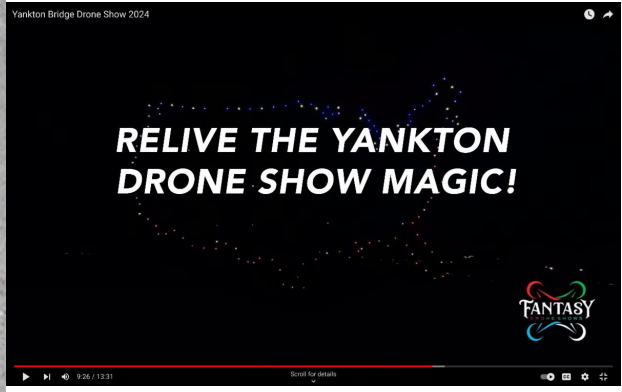 Yankton Bridge Drone Show 2024
RELIVE THE YANKTON
DRONE SHOW MAGIC!
FANTASY
DRONE SHOWS
9:26 / 13:31
Scroll for details
CC